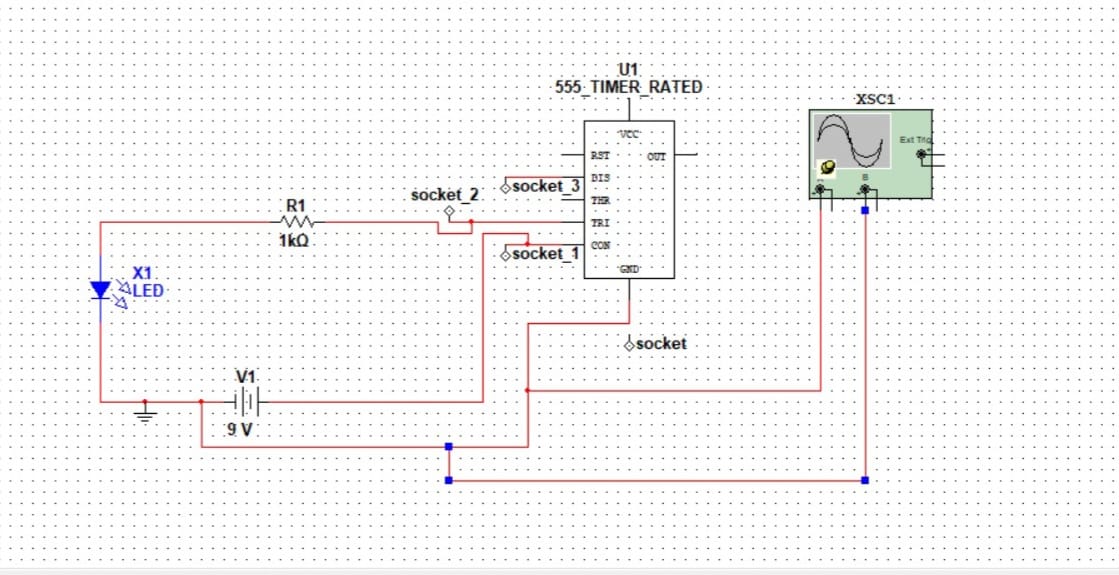 U1
555_TIMER_RATED
XSC1
VCC
RST
OUT
Ext Trig
DIS
socket_3
socket_2
THR
B
R1
TRI
1kΩ
CON
socket_1
X1
LED
GND
socket
V1
9 V